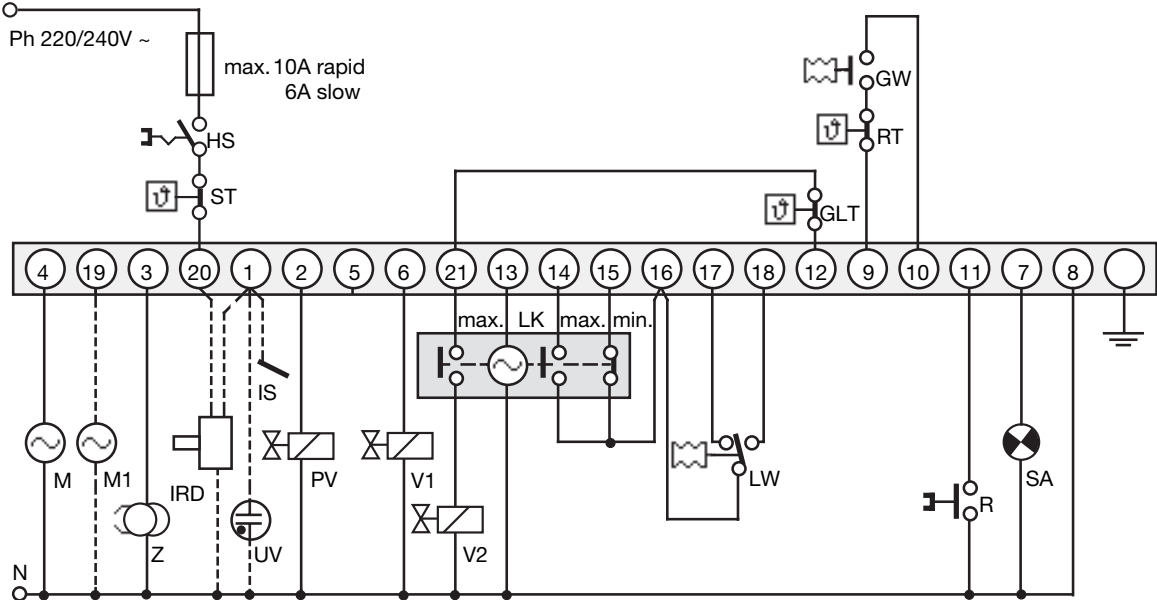 Ph 220/240V ~
max. 10A rapid
6A slow
HS
ST
GW
RT
GLT
4 19 3 20 1 2 5 6 21 13 14 15 16 17 18 12 9 10 11 7 8
max. LK max. min.
IS
M M1 IRD Z UV PV V1 V2 LW R SA
N